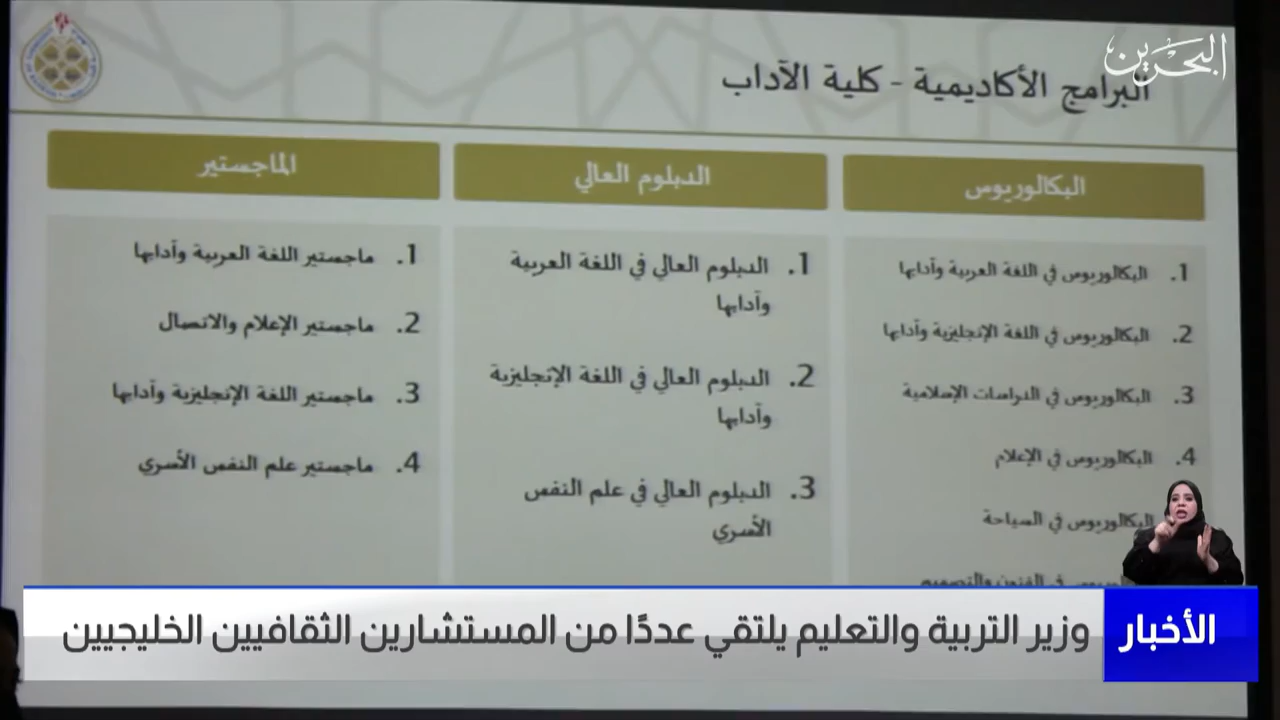 البحرين
البرامج الأكاديمية - كلية الآداب
البكالوريوس
1. البكالوريوس في اللغة العربية وآدابها
2. البكالوريوس في اللغة الإنجليزية وآدابها
3. البكالوريوس في الدراسات الإسلامية
4. البكالوريوس في الإعلام
البكالوريوس في السياحة
في الفنون والتصميم
الدبلوم العالي
1. الدبلوم العالي في اللغة العربية
وآدابها
2. الدبلوم العالي في اللغة الإنجليزية
وآدابها
3. الدبلوم العالي في علم النفس
الأسري
الماجستير
1. ماجستير اللغة العربية وآدابها
2. ماجستير الإعلام والاتصال
3. ماجستير اللغة الإنجليزية وآدابها
4. ماجستير علم النفس الأسري
الأخبار
وزير التربية والتعليم يلتقي عددًا من المستشارين الثقافيين الخليجيين